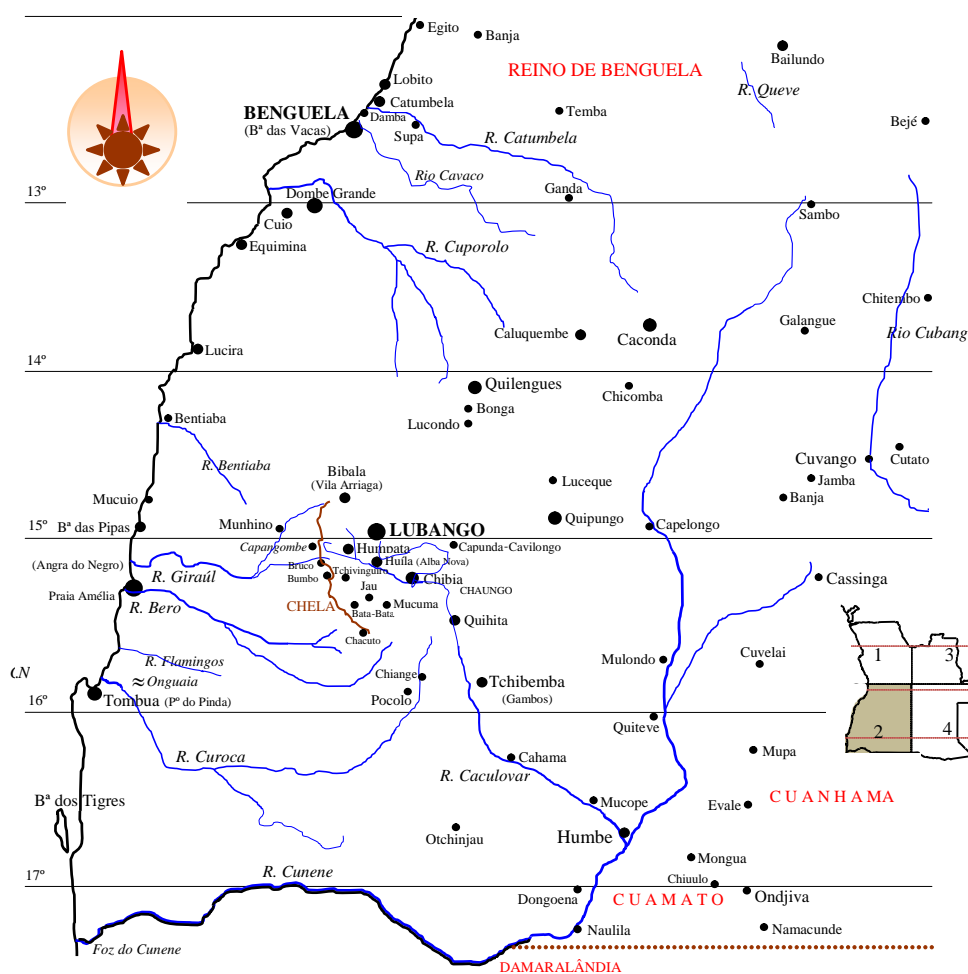 Egito
Banja
Bailundo
REINO DE BENGUELA
R. Queve
Lobito
Catumbela
BENGUELA
Damba
(Bª das Vacas)
Supa
Temba
Bejé
R. Catumbela
Rio Cavaco
Ganda
13º
Dombe Grande
Sambo
Cuio
Equimina
R. Cuporolo
Chitembo
Galangue
Rio Cubang
Caluquembe
Caconda
Lucira
14º
Quilengues
Chicomba
Bonga
Lucondo
Bentiaba
R. Bentiaba
Cuvango
Cutato
Bibala
(Vila Arriaga)
Luceque
Jamba
Banja
Mucuio
Bª das Pipas
Munhino
LUBANGO
Quipungo
Capelongo
15º
Capangombe
Humpata
Capunda-Cavilongo
(Angra do Negro)
Bruco
Huíla (Alba Nova)
R. Giraúl
Bumbo
Tchivinguiro
Chibia
Cassinga
Jau
CHAUNGO
Praia Amélia
R. Bero
CHELA
Bata-Bata
Mucuma
Quihita
Chacuto
R. Flamingos
Mulondo
Cuvelai
1
3
CN
≈
Onguaia
Chiange
Tchibemba
(Gambos)
Pocolo
Tombua (Pº do Pinda)
16º
Quiteve
2
4
R. Curoca
Cahama
Mupa
R. Caculovar
Bª dos Tigres
Mucope
Evale
CUANHAMA
Otchinjau
Humbe
Mongua
R. Cunene
17º
Chiuulo
Dongoena
CUAMATO
Ondjiva
Naulila
Namacunde
Foz do Cunene
DAMARALÂNDIA